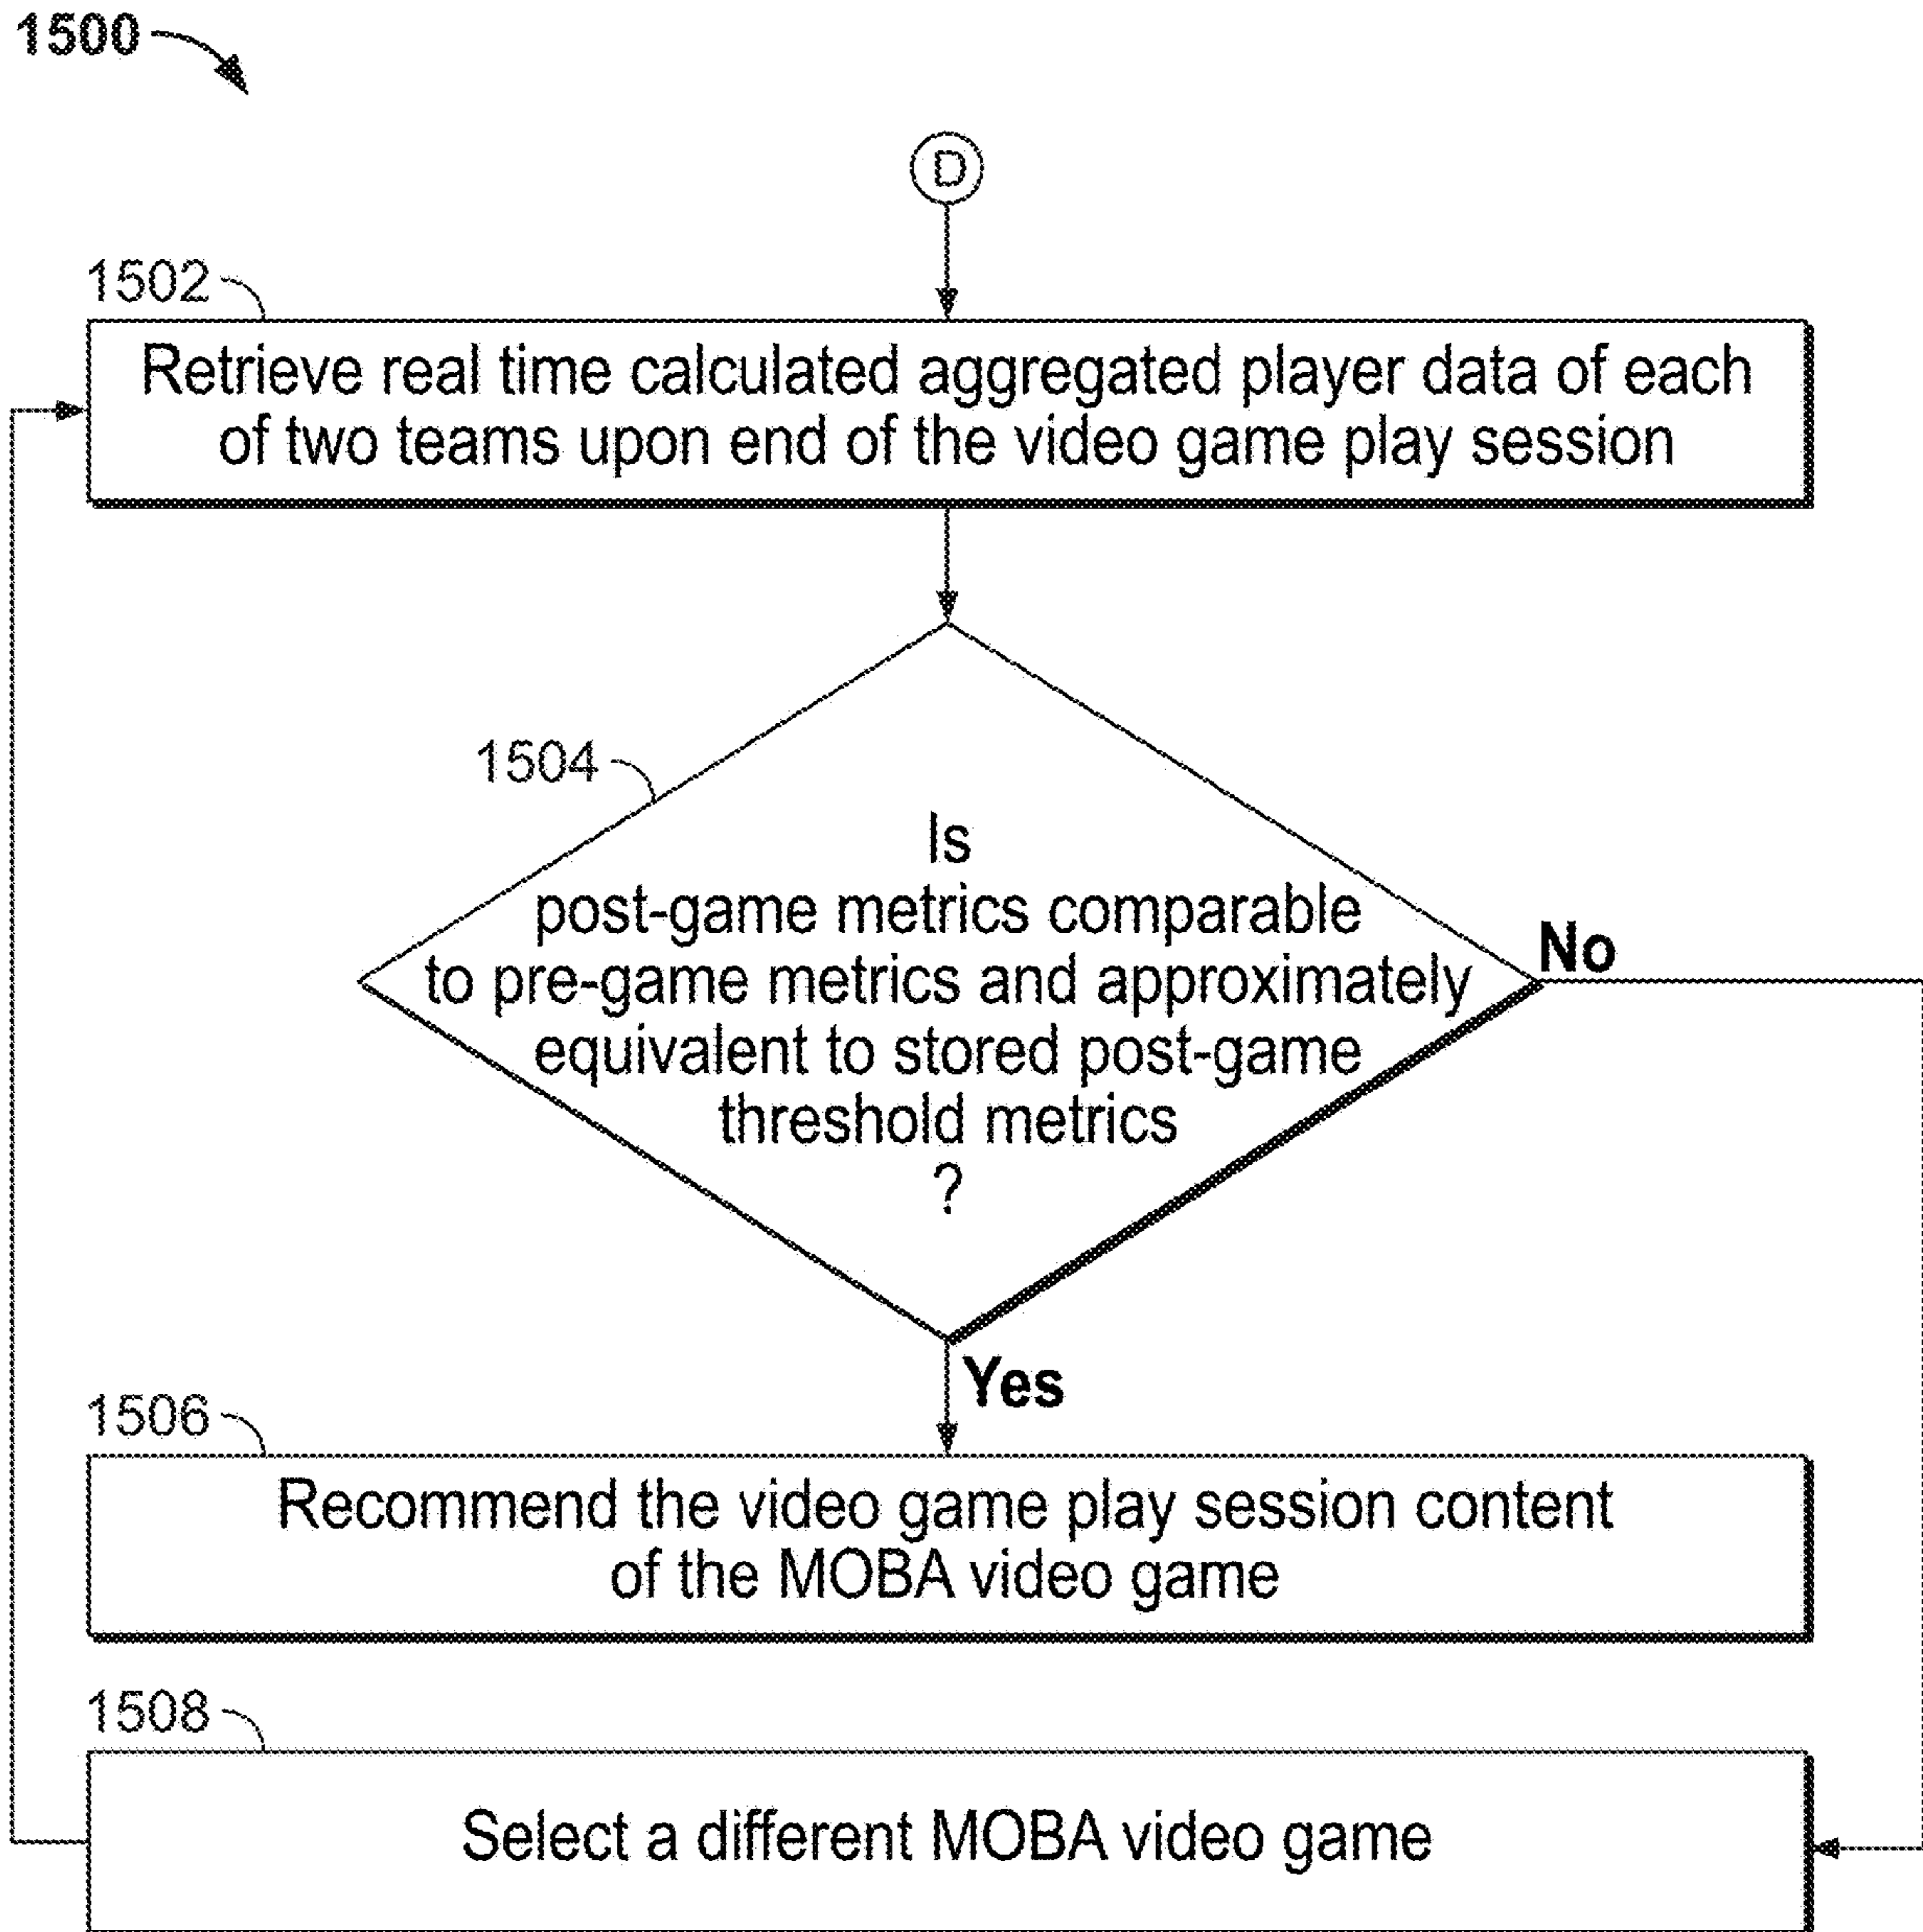 1500
D
1502
Retrieve real time calculated aggregated player data of each
of two teams upon end of the video game play session
1504
Is
post-game metrics comparable
to pre-game metrics and approximately
equivalent to stored post-game
threshold metrics
?
No
Yes
1506
Recommend the video game play session content
of the MOBA video game
1508
Select a different MOBA video game